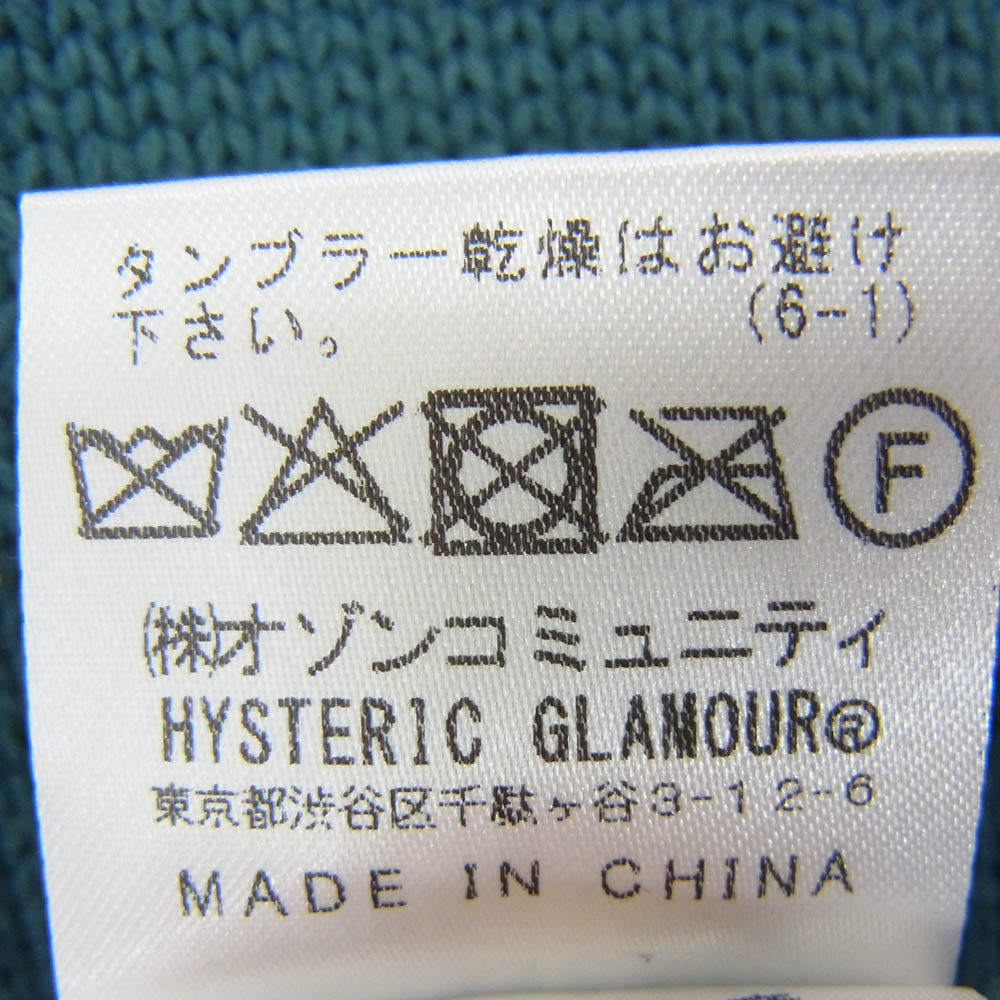 タンブラー乾燥はお避け
下さい。 (6-1)
F
(株)オゾンコミュニティ
HYSTERIC GLAMOUR®
東京都渋谷区千駄ヶ谷3-12-6
MADE IN CHINA